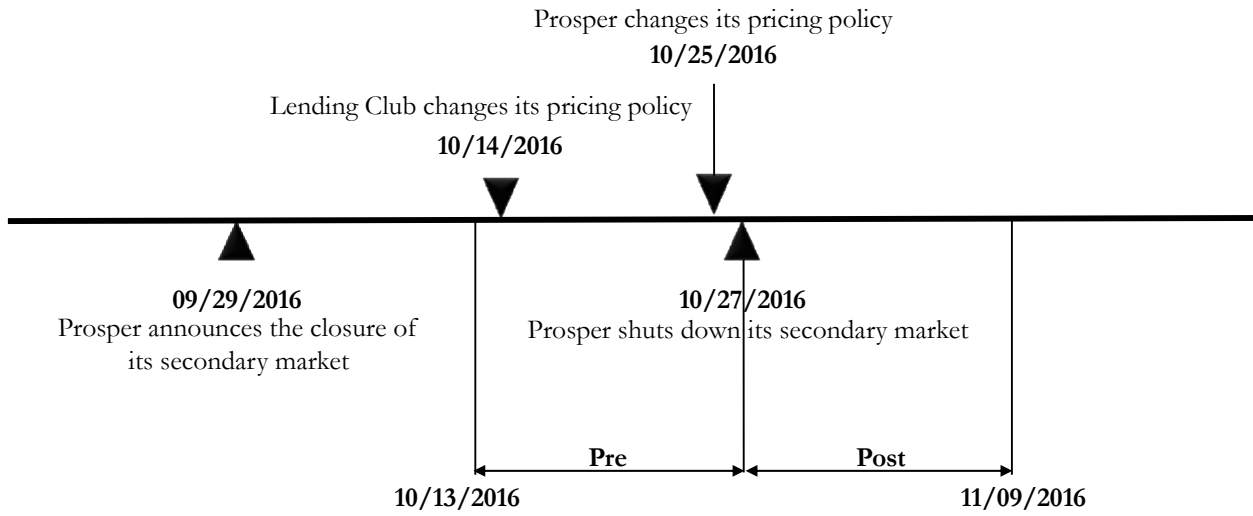 Prosper changes its pricing policy
10/25/2016
Lending Club changes its pricing policy
10/14/2016
09/29/2016
Prosper announces the closure of
its secondary market
10/27/2016
Prosper shuts down its secondary market
Pre
Post
10/13/2016
11/09/2016